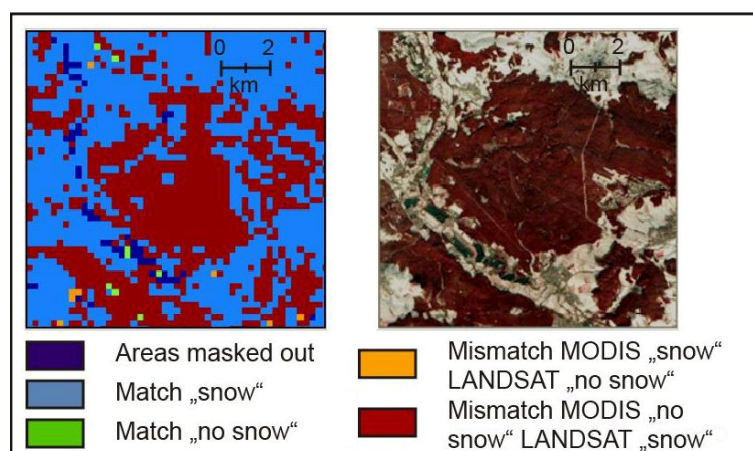 0 2
km
0 2
km
Areas masked out
Match „snow“
Match „no snow“
Mismatch MODIS „snow“
LANDSAT „no snow“
Mismatch MODIS „no
snow“ LANDSAT „snow“